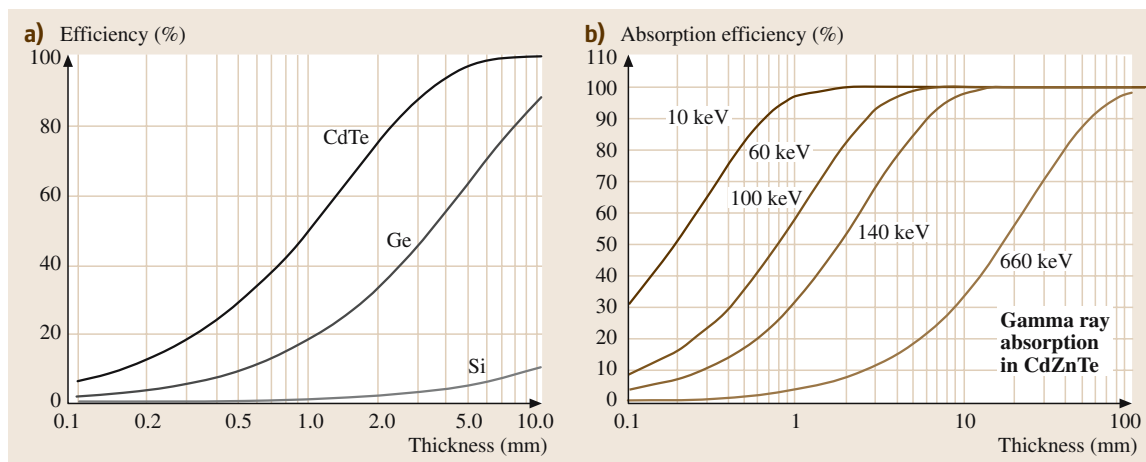 a) Efficiency (%)
100
80
60
40
20
0
CdTe
Ge
Si
0.1 0.2 0.5 1.0 2.0 5.0 10.0
Thickness (mm)
b) Absorption efficiency (%)
110
100
90
80
70
60
50
40
30
20
10
0
10 keV
60 keV
100 keV
140 keV
660 keV
Gamma ray
absorption
in CdZnTe
0.1 1 10 100
Thickness (mm)